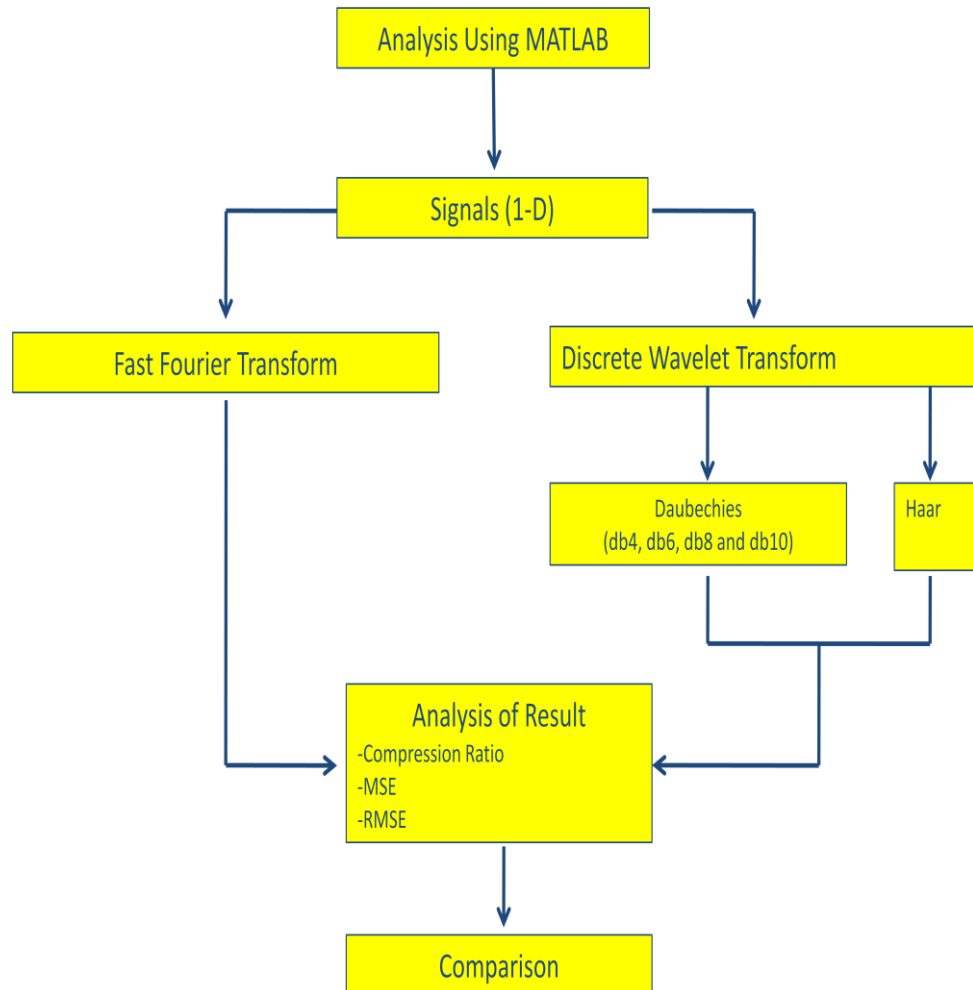 Analysis Using MATLAB
Signals (1-D)
Fast Fourier Transform
Discrete Wavelet Transform
Daubechies
(db4, db6, db8 and db10)
Haar
Analysis of Result
-Compression Ratio
-MSE
-RMSE
Comparison